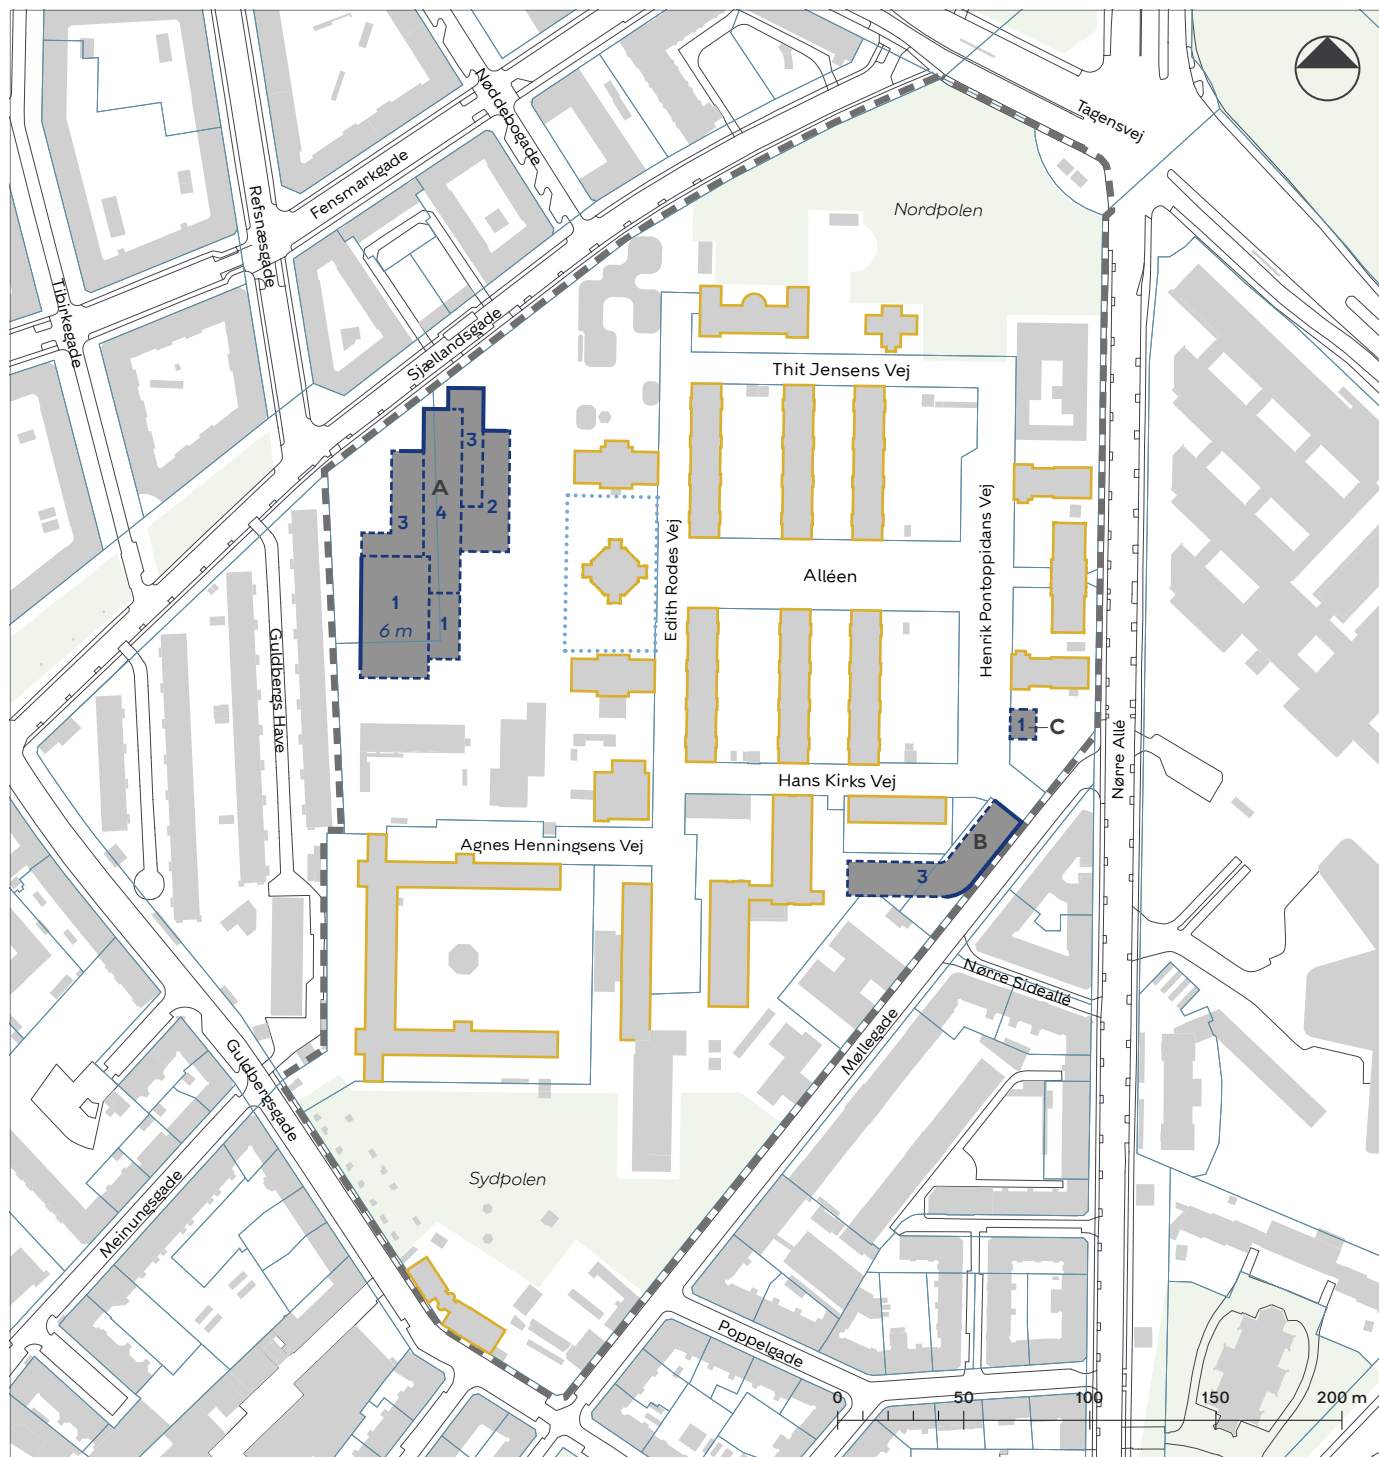 Nøddebogade
Tagensvej
Fensmarkgade
Refsnæsgade
Nordpolen
Tibirkegade
Sjællandsgade
Thit Jensens Vej
3
A
4
2
3
Henrik Pontoppidans Vej
Edith Rodes Vej
Alléen
1
6 m
1
Guldbergs Have
1
C
Nørre Allé
Hans Kirks Vej
Agnes Henningsens Vej
B
3
Nørre Sideallé
Møllegade
Guldbergsgade
Sydpolen
Meinungsgade
Poppelgade
0 50 100 150 200 m